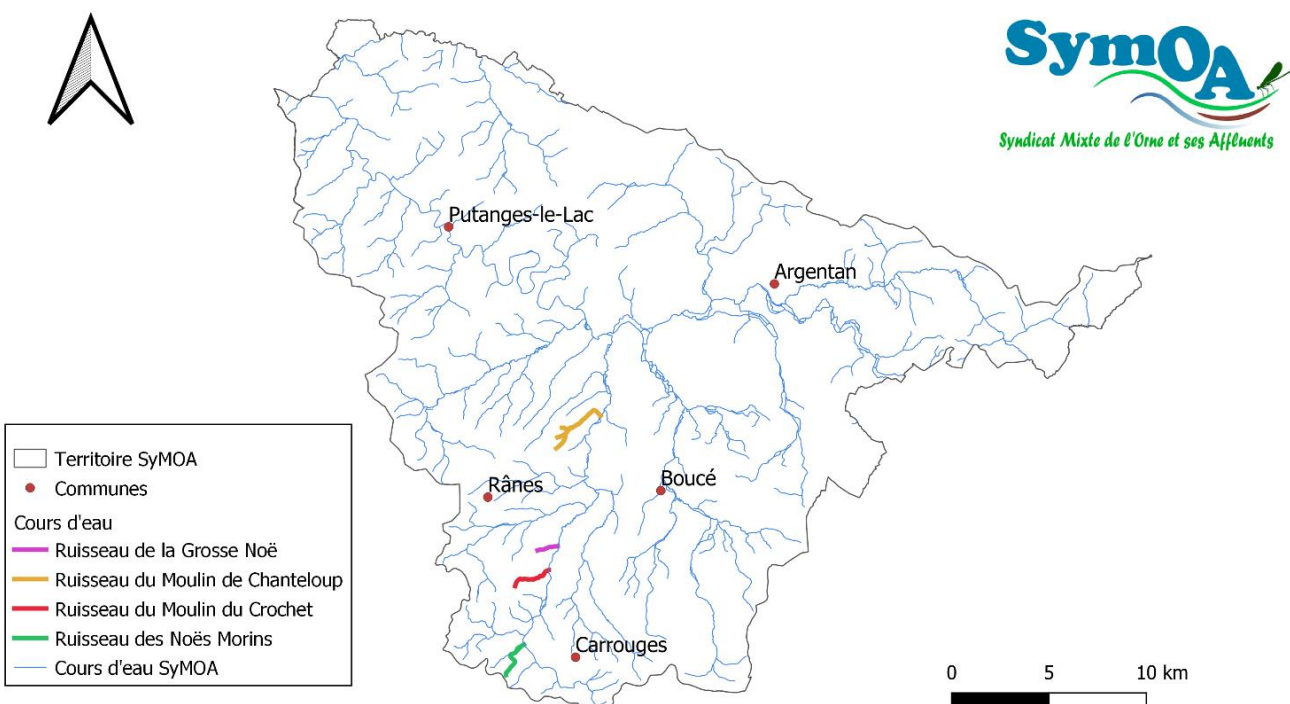 SymOA
Syndicat Mixte de l'Orne et ses Affluents
Putanges-le-Lac
Argentan
Rânes
Boucé
Carrouges
Territoire SyMOA
Communes
Cours d'eau
Ruisseau de la Grosse Noë
Ruisseau du Moulin de Chanteloup
Ruisseau du Moulin du Crochet
Ruisseau des Noës Morins
Cours d'eau SyMOA
0 5 10 km